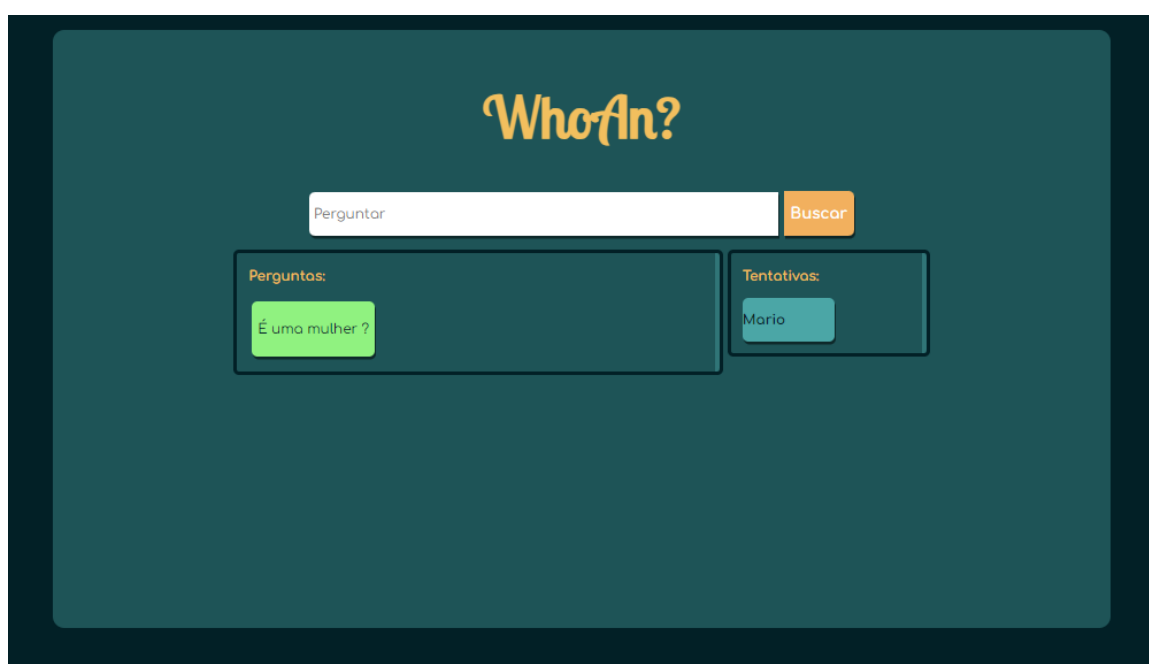 WhoAn?
Perguntar
Buscar
Perguntas:
É uma mulher ?
Tentativas:
Mario